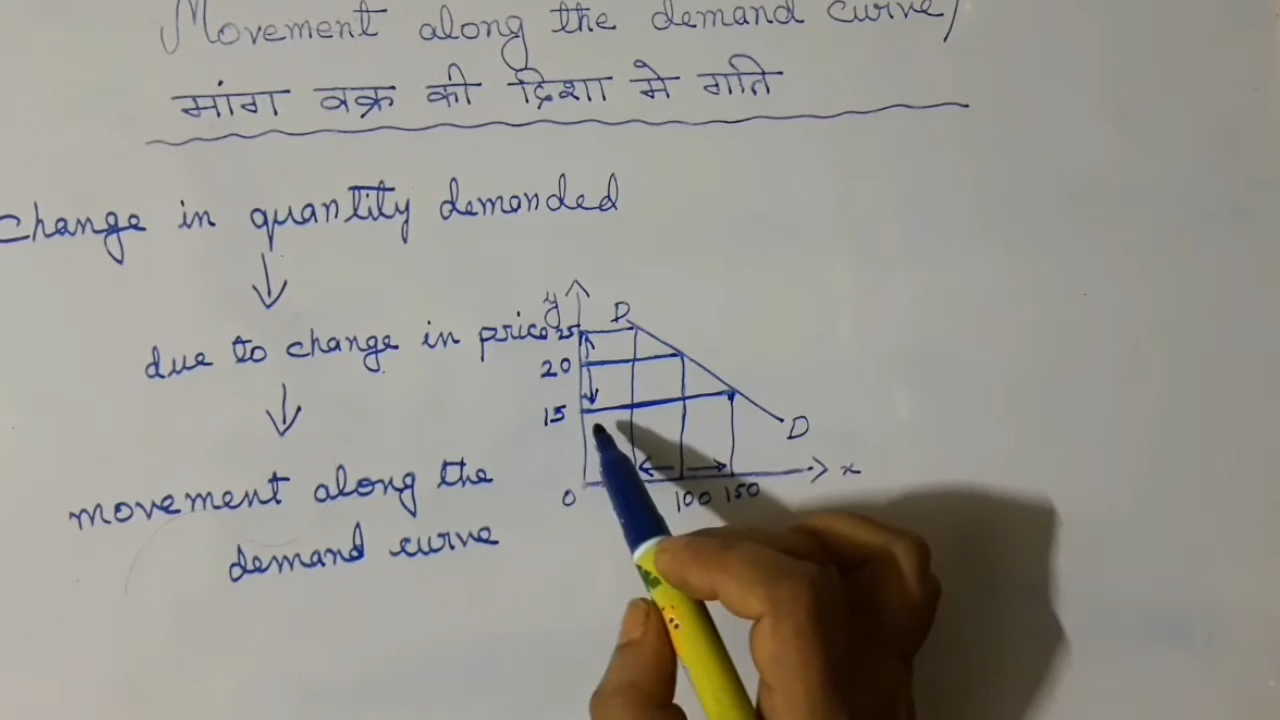 Movement along the demand curve/
मांग वक्र की दिशा मे गति
Change in quantity demanded
due to change in price
movement along the
demand curve
y
D
25
20
15
D
0
100
150
x